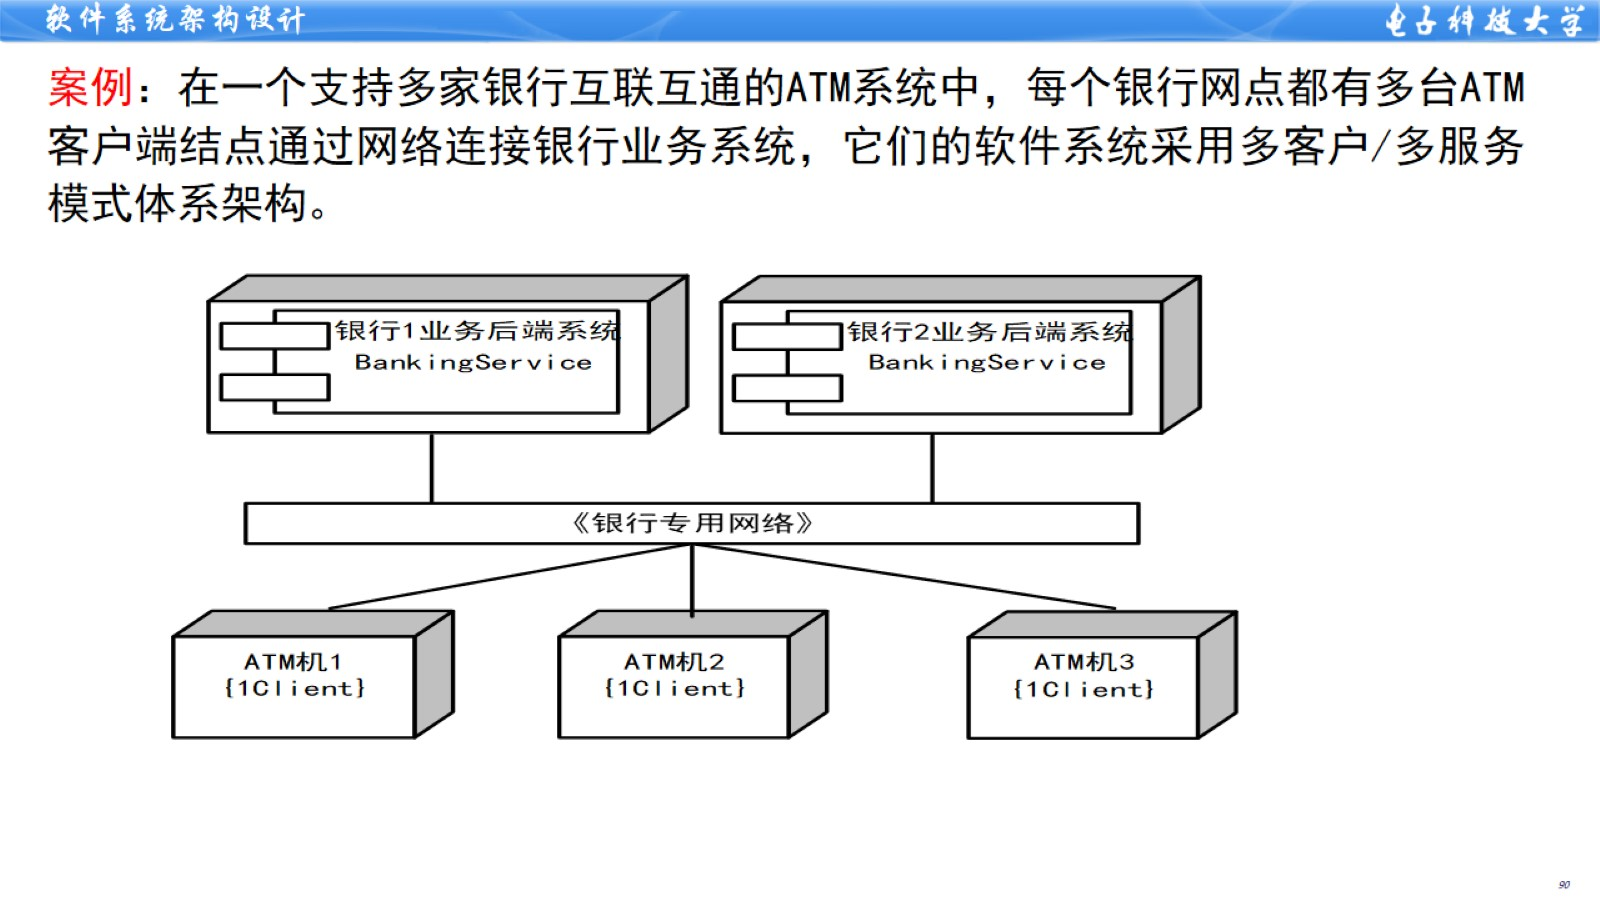 软件系统架构设计
电子科技大学
案例：在一个支持多家银行互联互通的ATM系统中，每个银行网点都有多台ATM
客户端结点通过网络连接银行业务系统，它们的软件系统采用多客户/多服务
模式体系架构。
银行1业务后端系统
BankingService
银行2业务后端系统
BankingService
《银行专用网络》
ATM机1
{1Client}
ATM机2
{1Client}
ATM机3
{1Client}
90